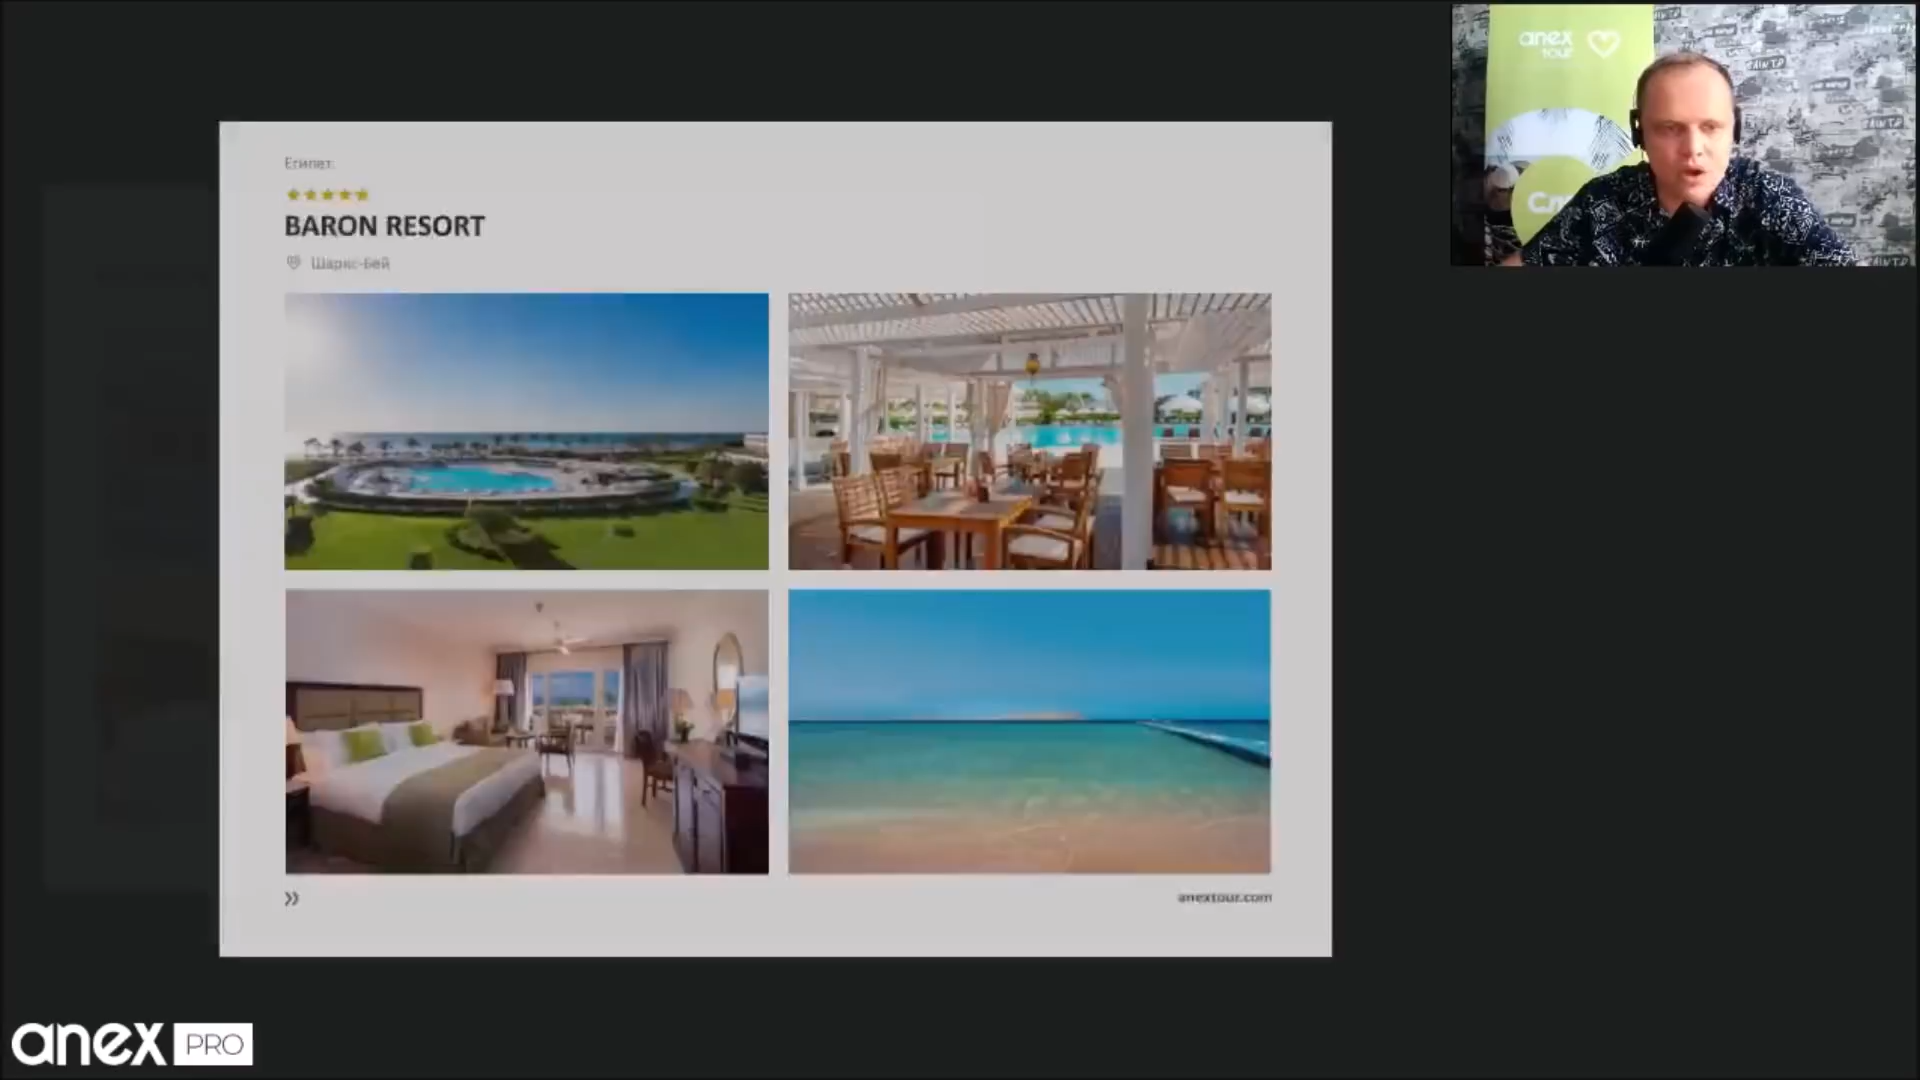 Египет
BARON RESORT
Шаркс-Бей
anextour.com
anex
tour
anex PRO